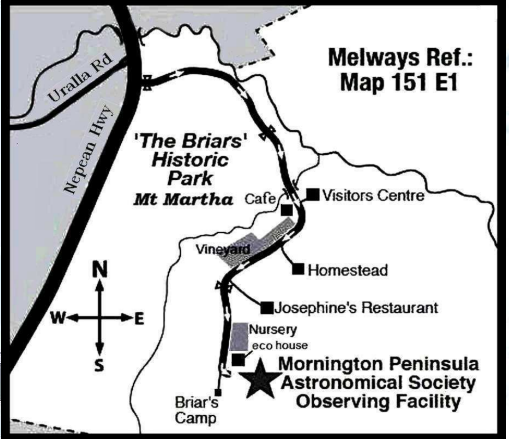 Melways Ref.:
Map 151 E1
Uralla Rd
Nepean Hwy
'The Briars'
Historic
Park
Mt Martha
Cafe
Visitors Centre
Vineyard
Homestead
N
W
E
S
Josephine's Restaurant
Nursery
eco house
Mornington Peninsula
Astronomical Society
Observing Facility
Briar's
Camp